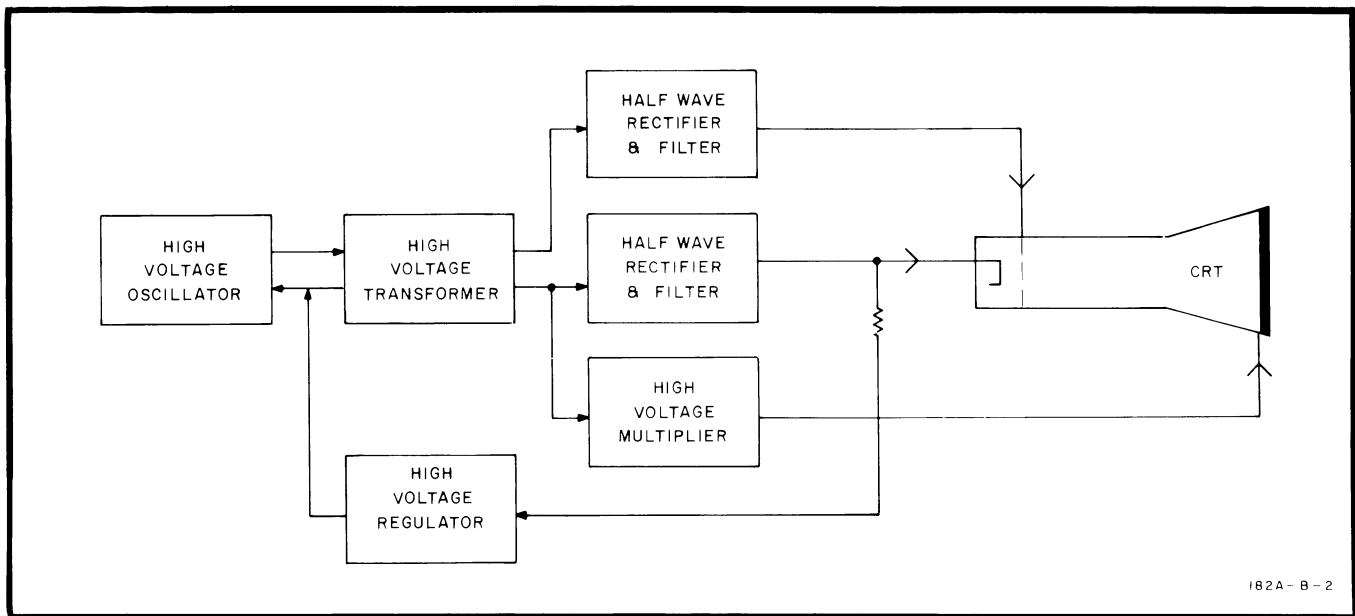 HALF WAVE
RECTIFIER
& FILTER
HIGH
VOLTAGE
OSCILLATOR
HIGH
VOLTAGE
TRANSFORMER
HALF WAVE
RECTIFIER
& FILTER
CRT
HIGH
VOLTAGE
MULTIPLIER
HIGH
VOLTAGE
REGULATOR
182A-B-2